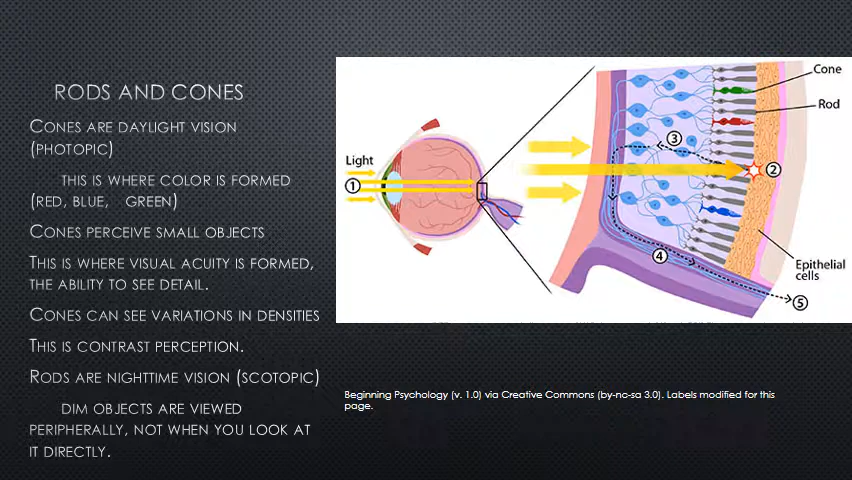 RODS AND CONES
CONES ARE DAYLIGHT VISION
(PHOTOPIC)
THIS IS WHERE COLOR IS FORMED
(RED, BLUE, GREEN)
CONES PERCEIVE SMALL OBJECTS
THIS IS WHERE VISUAL ACUITY IS FORMED,
THE ABILITY TO SEE DETAIL.
CONES CAN SEE VARIATIONS IN DENSITIES
THIS IS CONTRAST PERCEPTION.
RODS ARE NIGHTTIME VISION (SCOTOPIC)
DIM OBJECTS ARE VIEWED
PERIPHERALLY, NOT WHEN YOU LOOK AT
IT DIRECTLY.
Light
1
Cone
Rod
3
2
4
Epithelial
cells
5
Beginning Psychology (v. 1.0) via Creative Commons (by-nc-sa 3.0). Labels modified for this
page.